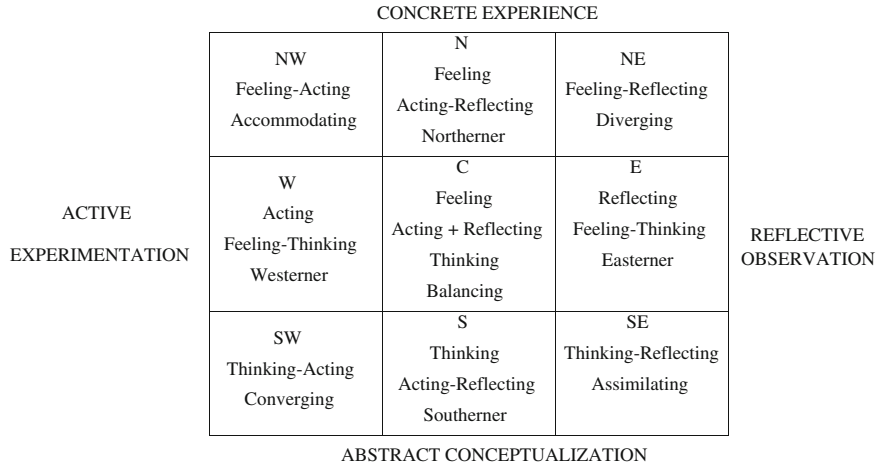 CONCRETE EXPERIENCE
NW
Feeling-Acting
Accommodating
N
Feeling
Acting-Reflecting
Northerner
NE
Feeling-Reflecting
Diverging
ACTIVE
EXPERIMENTATION
W
Acting
Feeling-Thinking
Westerner
C
Feeling
Acting + Reflecting
Thinking
Balancing
E
Reflecting
Feeling-Thinking
Easterner
REFLECTIVE
OBSERVATION
SW
Thinking-Acting
Converging
S
Thinking
Acting-Reflecting
Southerner
SE
Thinking-Reflecting
Assimilating
ABSTRACT CONCEPTUALIZATION